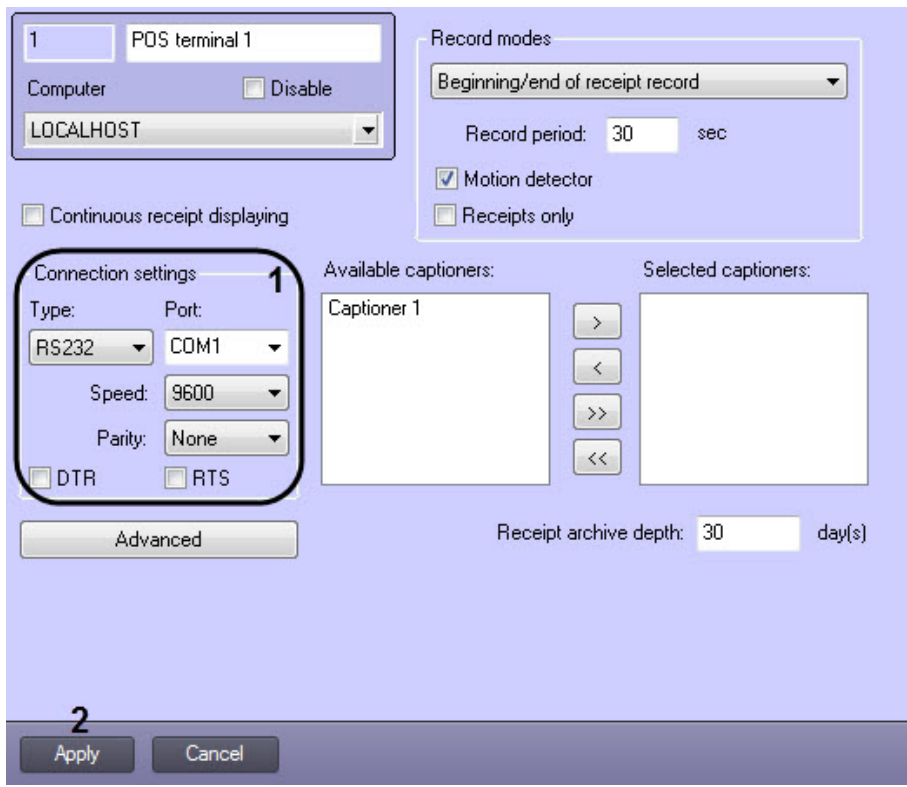 1 POS terminal 1
Computer Disable
LOCALHOST
Continuous receipt displaying
Record modes
Beginning/end of receipt record
Record period: 30 sec
Motion detector
Receipts only
Connection settings 1
Type: Port:
RS232 COM1
Speed: 9600
Parity: None
DTR RTS
Advanced
Available captioners:
Captioner 1
>
<
>>
<<
Selected captioners:
Receipt archive depth: 30 day(s)
2
Apply Cancel